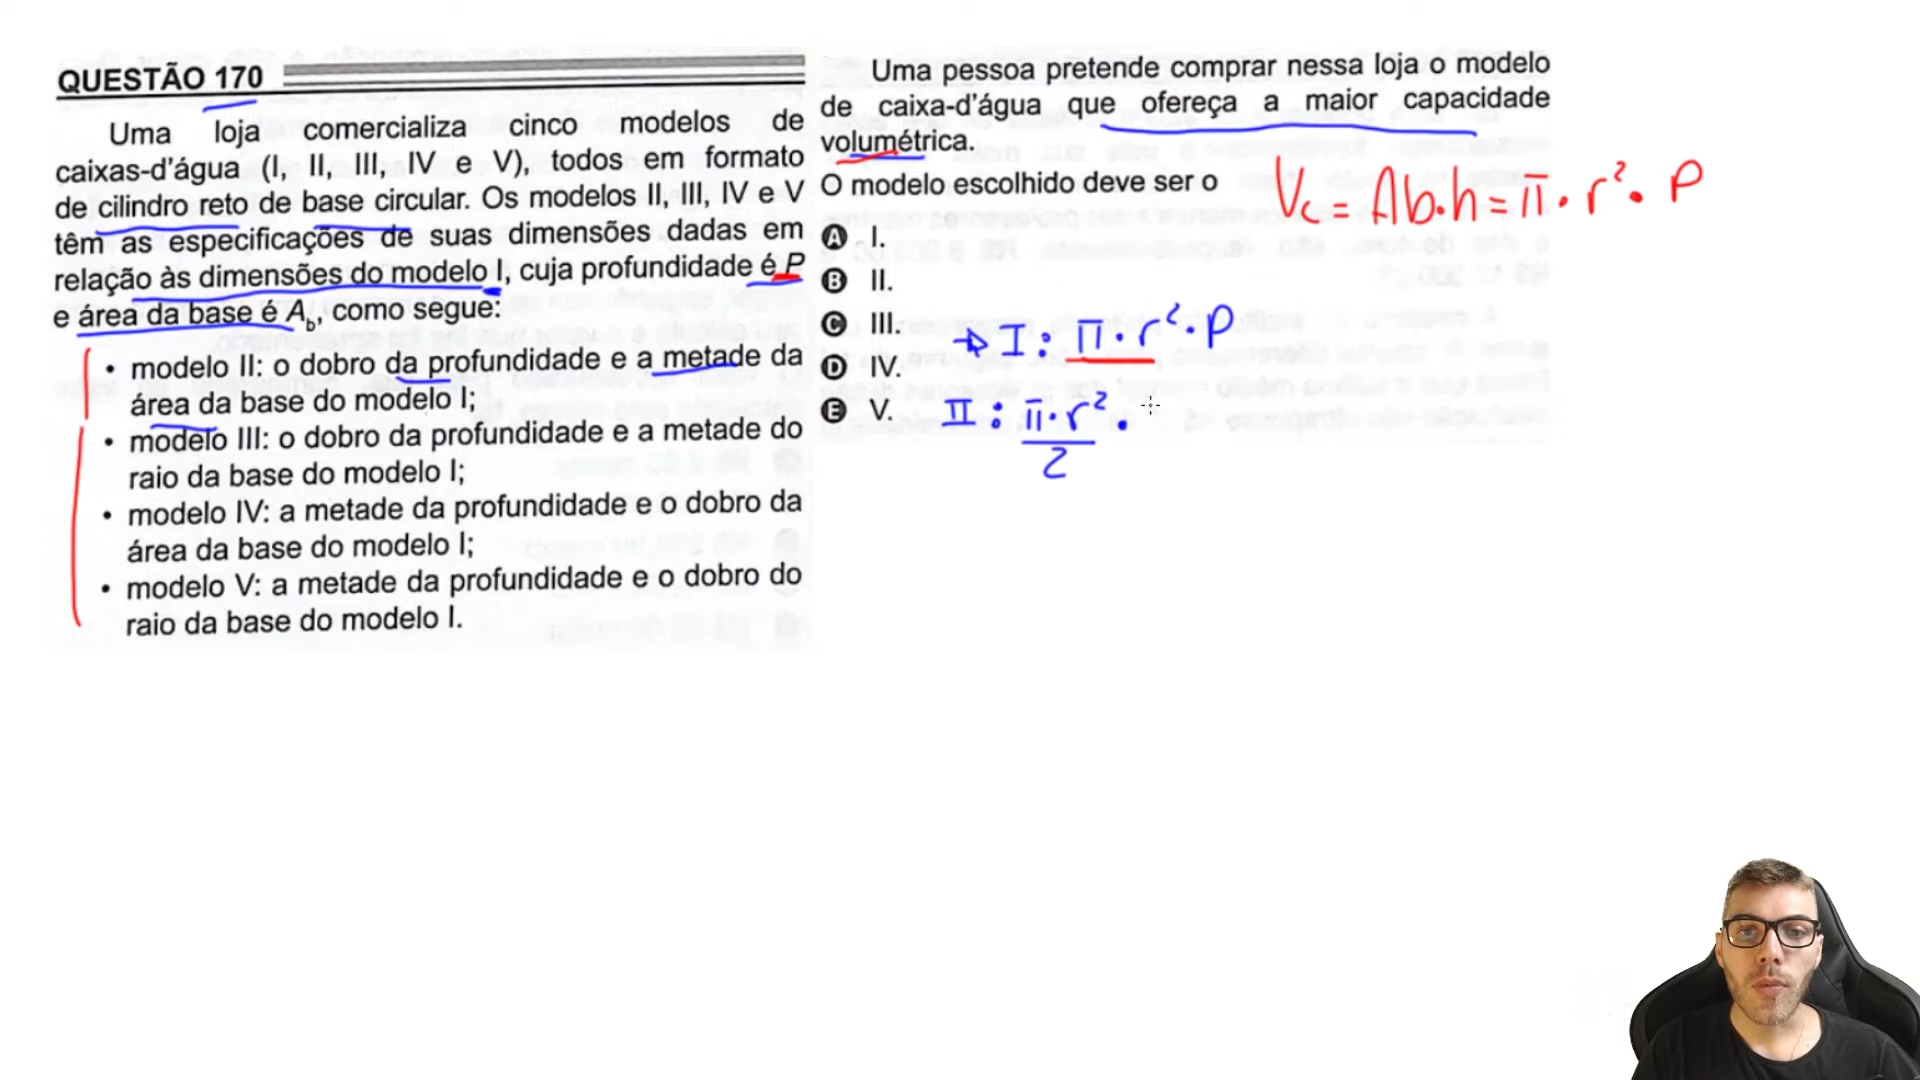 QUESTÃO 170
Uma loja comercializa cinco modelos de
caixas-d'água (I, II, III, IV e V), todos em formato
de cilindro reto de base circular. Os modelos II, III, IV e V
têm as especificações de suas dimensões dadas em
relação às dimensões do modelo I, cuja profundidade é P
e área da base é A_b, como segue:
• modelo II: o dobro da profundidade e a metade da
área da base do modelo I;
• modelo III: o dobro da profundidade e a metade do
raio da base do modelo I;
• modelo IV: a metade da profundidade e o dobro da
área da base do modelo I;
• modelo V: a metade da profundidade e o dobro do
raio da base do modelo I.
Uma pessoa pretende comprar nessa loja o modelo
de caixa-d'água que ofereça a maior capacidade
volumétrica.
O modelo escolhido deve ser o
A I.
B II.
C III.
D IV.
E V.
Vc = Ab·h = π·r²·P
I: π·r²·P
II: π·r²·
2